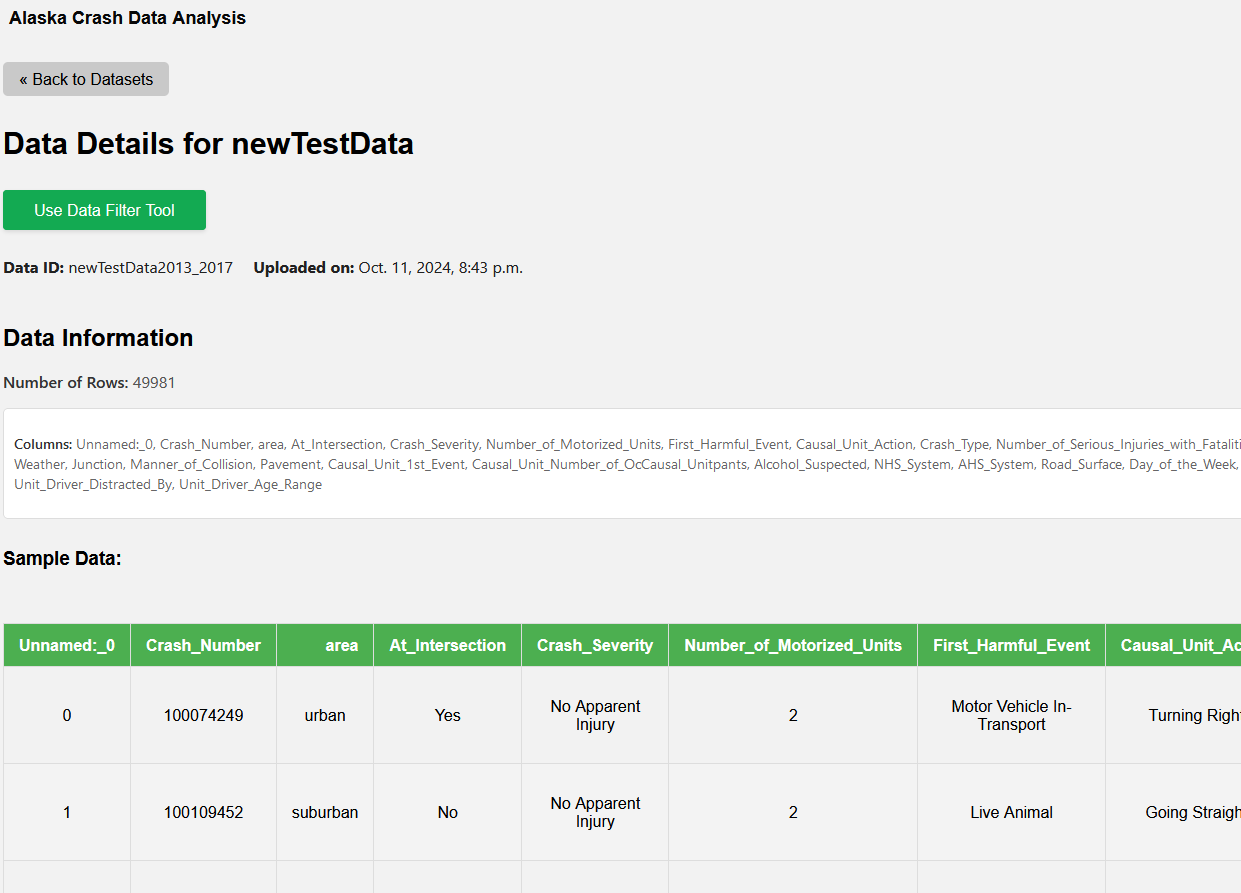 Alaska Crash Data Analysis
« Back to Datasets
Data Details for newTestData
Use Data Filter Tool
Data ID: newTestData2013_2017 Uploaded on: Oct. 11, 2024, 8:43 p.m.
Data Information
Number of Rows: 49981
Columns: Unnamed:_0, Crash_Number, area, At_Intersection, Crash_Severity, Number_of_Motorized_Units, First_Harmful_Event, Causal_Unit_Action, Crash_Type, Number_of_Serious_Injuries_with_Fataliti
Weather, Junction, Manner_of_Collision, Pavement, Causal_Unit_1st_Event, Causal_Unit_Number_of_OcCausal_Unitpants, Alcohol_Suspected, NHS_System, AHS_System, Road_Surface, Day_of_the_Week,
Unit_Driver_Distracted_By, Unit_Driver_Age_Range
Sample Data:
Unnamed:_0 Crash_Number area At_Intersection Crash_Severity Number_of_Motorized_Units First_Harmful_Event Causal_Unit_Ac
0 100074249 urban Yes No Apparent Injury 2 Motor Vehicle In-Transport Turning Right
1 100109452 suburban No No Apparent Injury 2 Live Animal Going Straigh